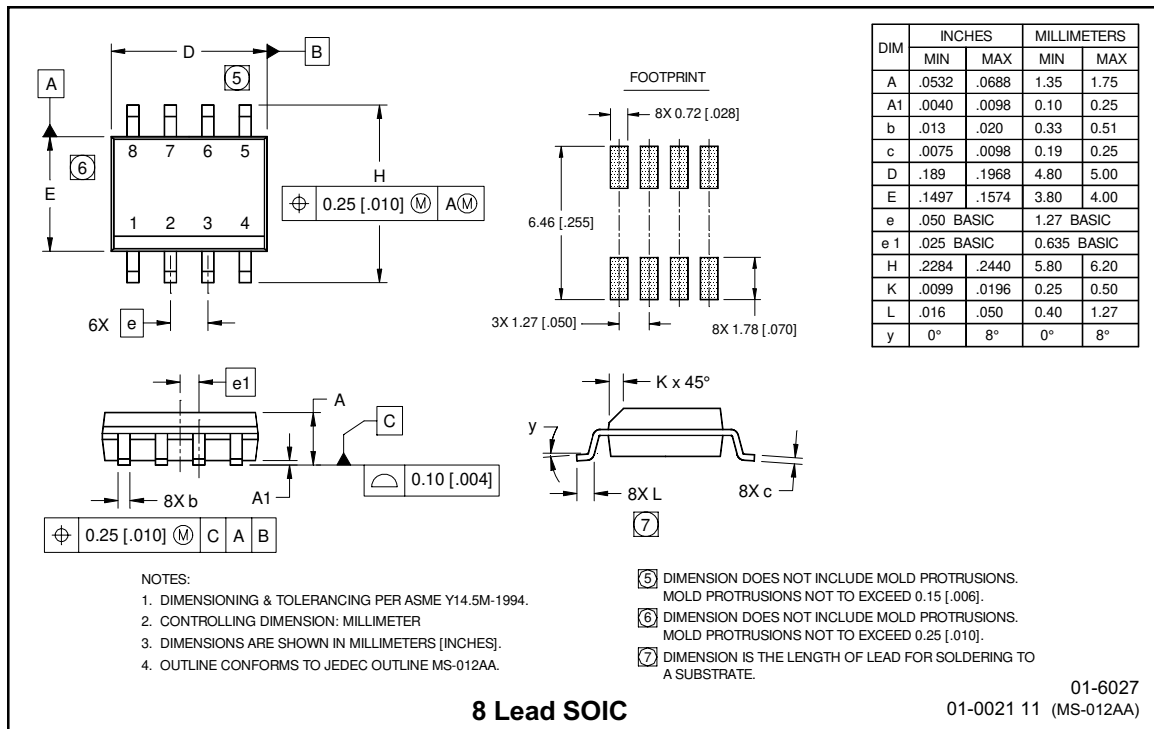 D
B
5
A
8 7 6 5
6
E
H
⌖ 0.25 [.010] Ⓜ AⓂ
1 2 3 4
6X e
FOOTPRINT
8X 0.72 [.028]
6.46 [.255]
3X 1.27 [.050]
8X 1.78 [.070]
DIM INCHES MILLIMETERS
MIN MAX MIN MAX
A .0532 .0688 1.35 1.75
A1 .0040 .0098 0.10 0.25
b .013 .020 0.33 0.51
c .0075 .0098 0.19 0.25
D .189 .1968 4.80 5.00
E .1497 .1574 3.80 4.00
e .050 BASIC 1.27 BASIC
e 1 .025 BASIC 0.635 BASIC
H .2284 .2440 5.80 6.20
K .0099 .0196 0.25 0.50
L .016 .050 0.40 1.27
y 0° 8° 0° 8°
e1
A
C
⌓ 0.10 [.004]
A1
8X b
⌖ 0.25 [.010] Ⓜ C A B
K x 45°
y
8X L
8X c
7
NOTES:
1. DIMENSIONING & TOLERANCING PER ASME Y14.5M-1994.
2. CONTROLLING DIMENSION: MILLIMETER
3. DIMENSIONS ARE SHOWN IN MILLIMETERS [INCHES].
4. OUTLINE CONFORMS TO JEDEC OUTLINE MS-012AA.
5 DIMENSION DOES NOT INCLUDE MOLD PROTRUSIONS.
MOLD PROTRUSIONS NOT TO EXCEED 0.15 [.006].
6 DIMENSION DOES NOT INCLUDE MOLD PROTRUSIONS.
MOLD PROTRUSIONS NOT TO EXCEED 0.25 [.010].
7 DIMENSION IS THE LENGTH OF LEAD FOR SOLDERING TO
A SUBSTRATE.
8 Lead SOIC
01-6027
01-0021 11 (MS-012AA)